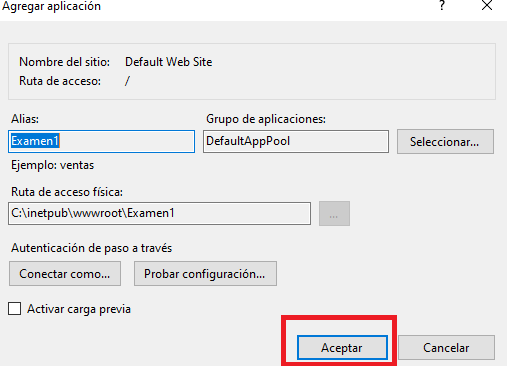 Agregar aplicación
?
Nombre del sitio: Default Web Site
Ruta de acceso: /
Alias:
Grupo de aplicaciones:
Examen1
DefaultAppPool
Seleccionar...
Ejemplo: ventas
Ruta de acceso física:
C:\inetpub\wwwroot\Examen1
...
Autenticación de paso a través
Conectar como...
Probar configuración...
Activar carga previa
Aceptar
Cancelar